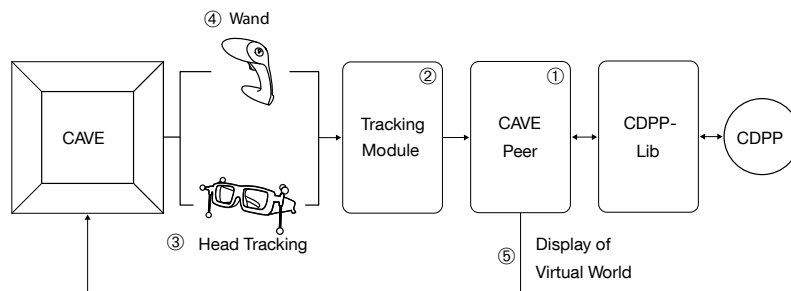 ④ Wand
CAVE
③ Head Tracking
②
Tracking
Module
①
CAVE
Peer
CDPP-
Lib
CDPP
⑤ Display of
Virtual World